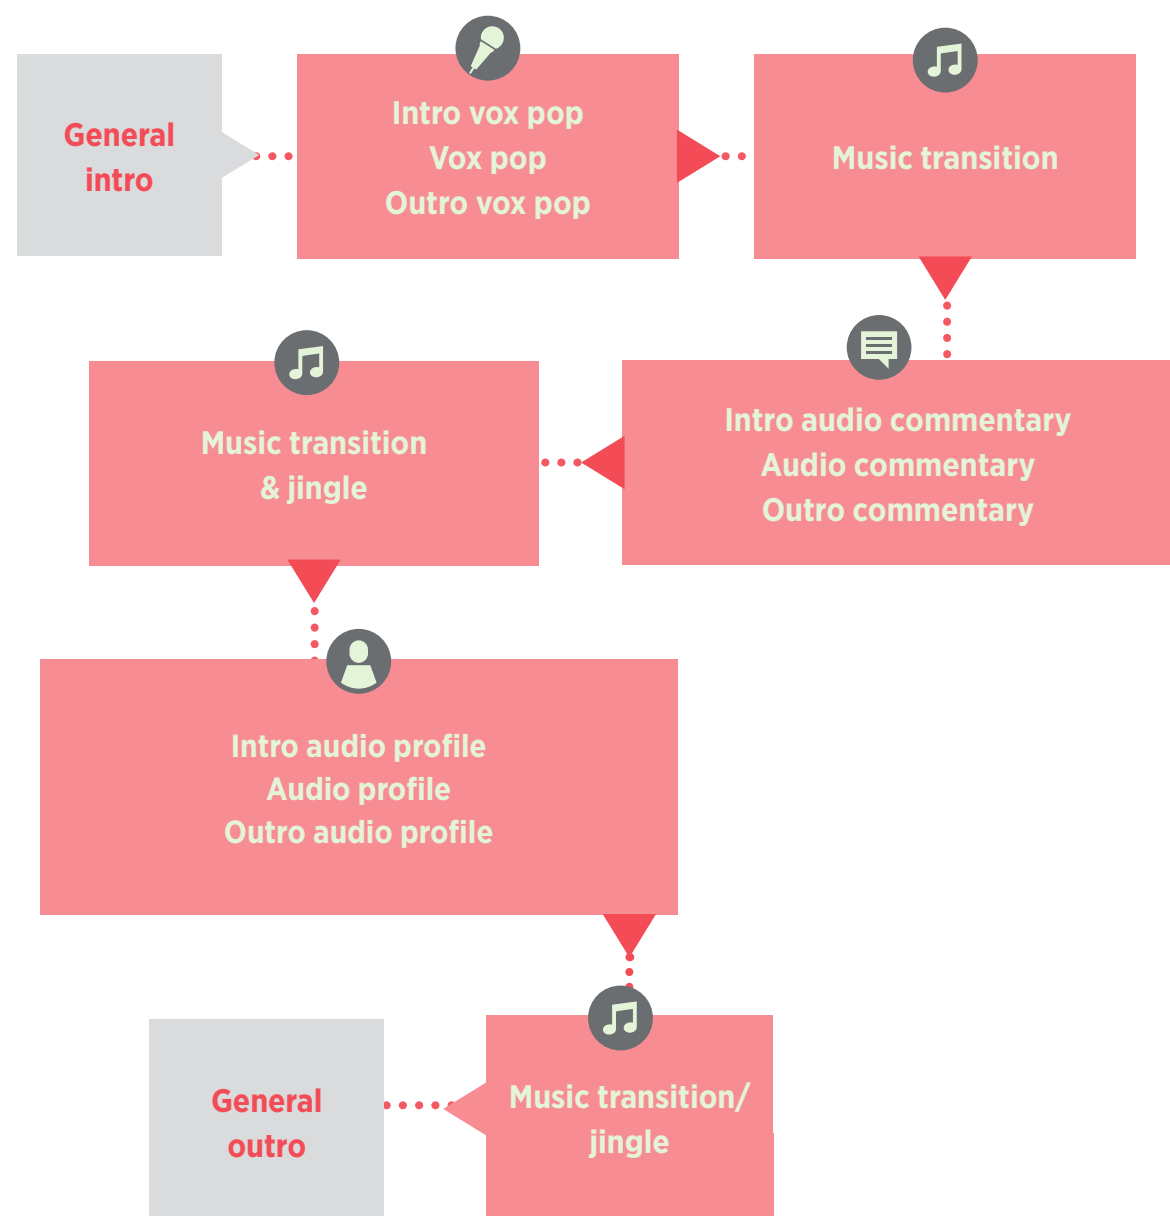 General
intro
Intro vox pop
Vox pop
Outro vox pop
Music transition
Intro audio commentary
Audio commentary
Outro commentary
Music transition
& jingle
Intro audio profile
Audio profile
Outro audio profile
Music transition/
jingle
General
outro